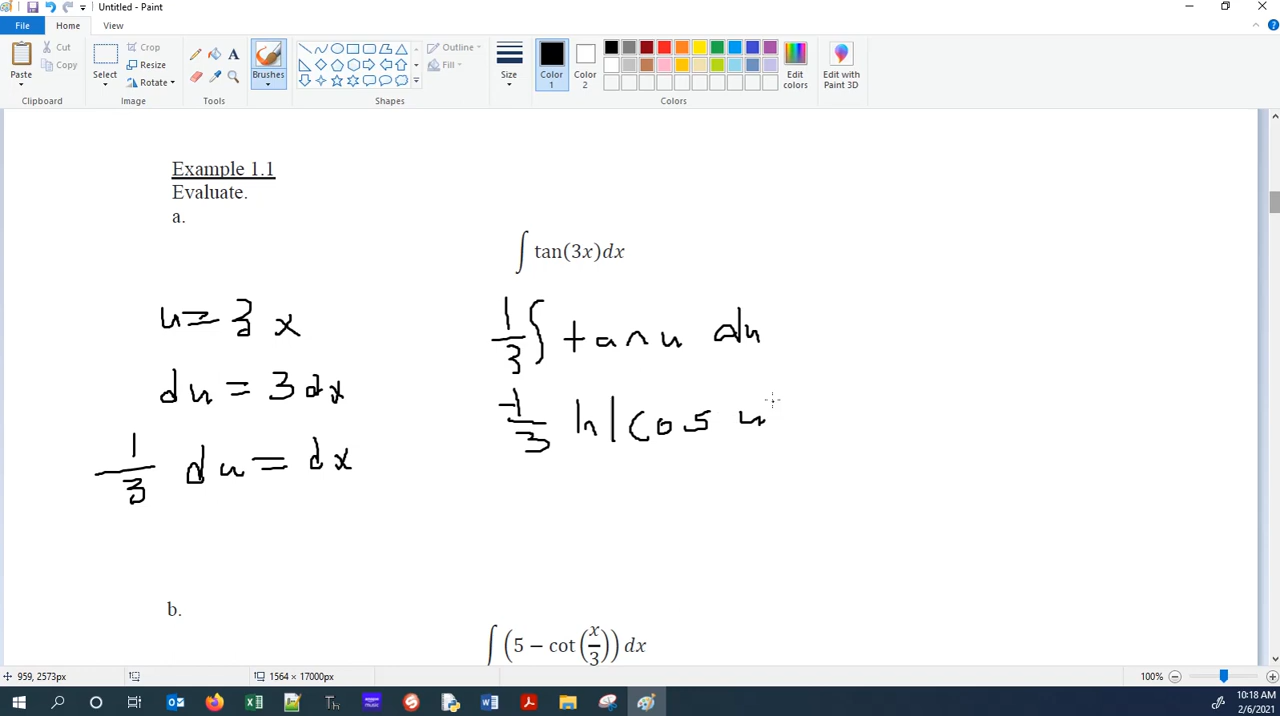 Untitled - Paint
File Home View
Paste Cut Copy Clipboard
Select Crop Resize Rotate Image
A Tools
Brushes
Outline Fill Shapes
Size
Color 1 Color 2 Edit colors Colors
Edit with Paint 3D
Example 1.1
Evaluate.
a.
∫ tan(3x)dx
u = 3x
1/3 ∫ tan u du
du = 3 dx
-1/3 ln|cos u
1/3 du = dx
b.
∫ (5 − cot(x/3)) dx
959, 2573px 1564 × 17000px 100%
10:18 AM
2/6/2021